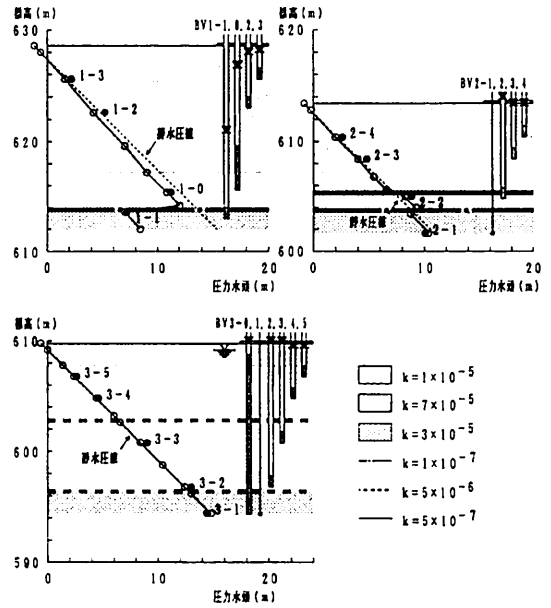 標高(m)
630
620
610
BV1-1,0,2,3
1-3
1-2
静水圧線
1-0
1-1
0
10
20
圧力水頭(m)
標高(m)
620
610
600
BV2-1,2,3,4
2-4
2-3
2-2
静水圧線
2-1
0
10
20
圧力水頭(m)
標高(m)
610
600
590
BV3-0,1,2,3,4,5
3-5
3-4
3-3
静水圧線
3-2
3-1
0
10
20
圧力水頭(m)
k=1×10⁻⁵
k=7×10⁻⁵
k=3×10⁻⁵
k=1×10⁻⁷
k=5×10⁻⁶
k=5×10⁻⁷